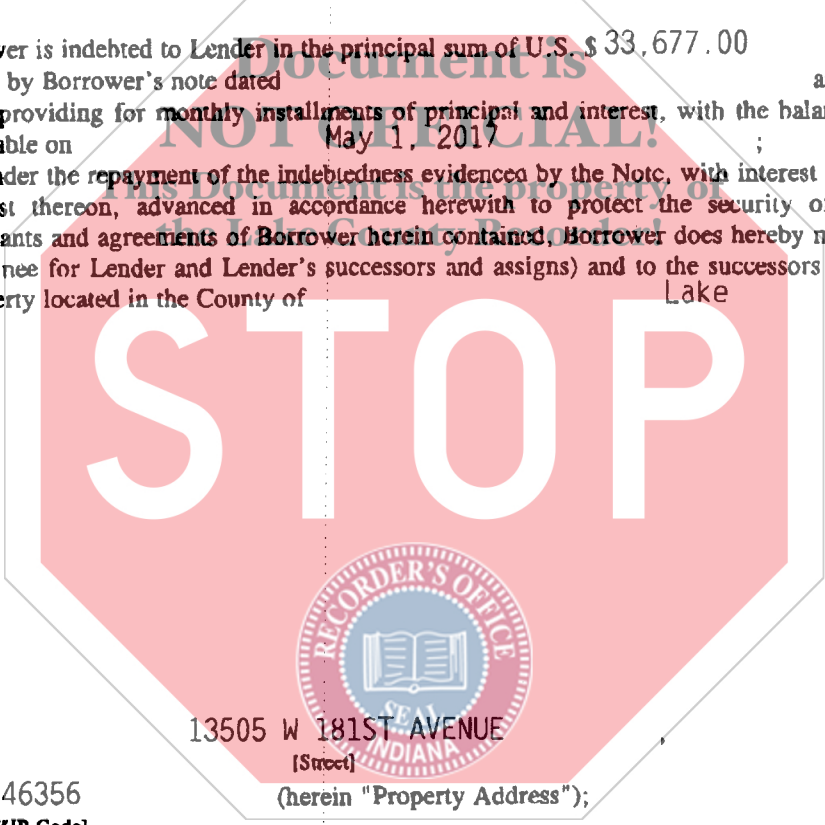 ver is indebted to Lender in the principal sum of U.S. $ 33,677.00
by Borrower's note dated a
providing for monthly installments of principal and interest, with the balan
able on May 1, 2017 ;
der the repayment of the indebtedness evidenced by the Note, with interest
st thereon, advanced in accordance herewith to protect the security o
ants and agreements of Borrower herein contained, Borrower does hereby m
nee for Lender and Lender's successors and assigns) and to the successors
erty located in the County of Lake
Document is
NOT OFFICIAL!
This Document is the property of
the Lake County Recorder!
STOP
RECORDER'S OFFICE
SEAL
INDIANA
13505 W 181ST AVENUE ,
[Street]
46356 (herein "Property Address");